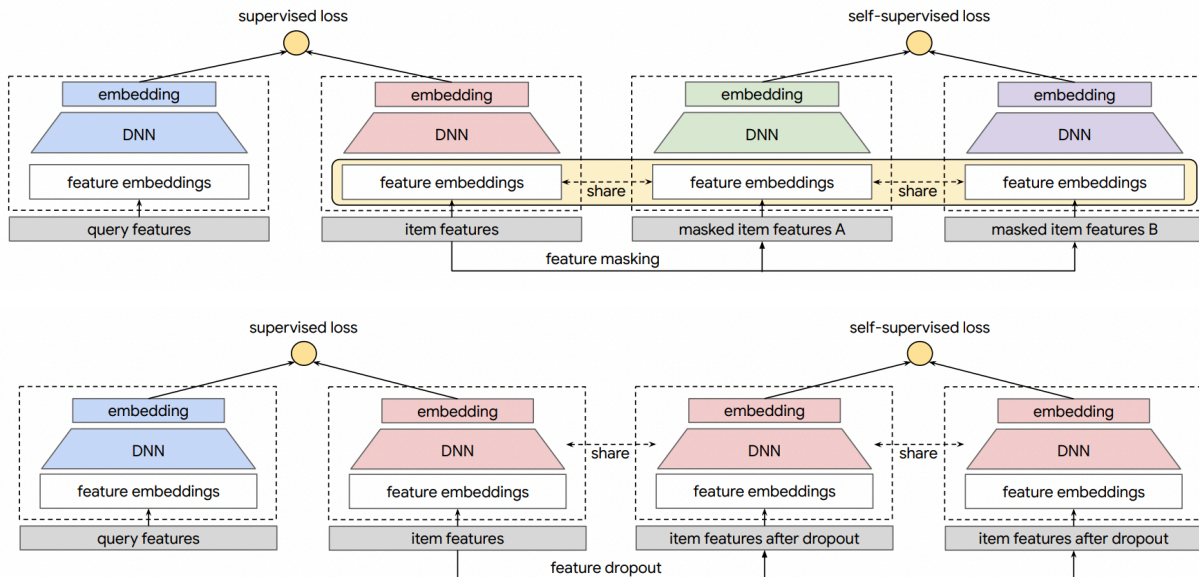 supervised loss
self-supervised loss
embedding
embedding
embedding
embedding
DNN
DNN
DNN
DNN
feature embeddings
feature embeddings
share
feature embeddings
share
feature embeddings
query features
item features
masked item features A
masked item features B
feature masking
supervised loss
self-supervised loss
embedding
embedding
embedding
embedding
DNN
DNN
share
DNN
share
DNN
feature embeddings
feature embeddings
feature embeddings
feature embeddings
query features
item features
item features after dropout
item features after dropout
feature dropout